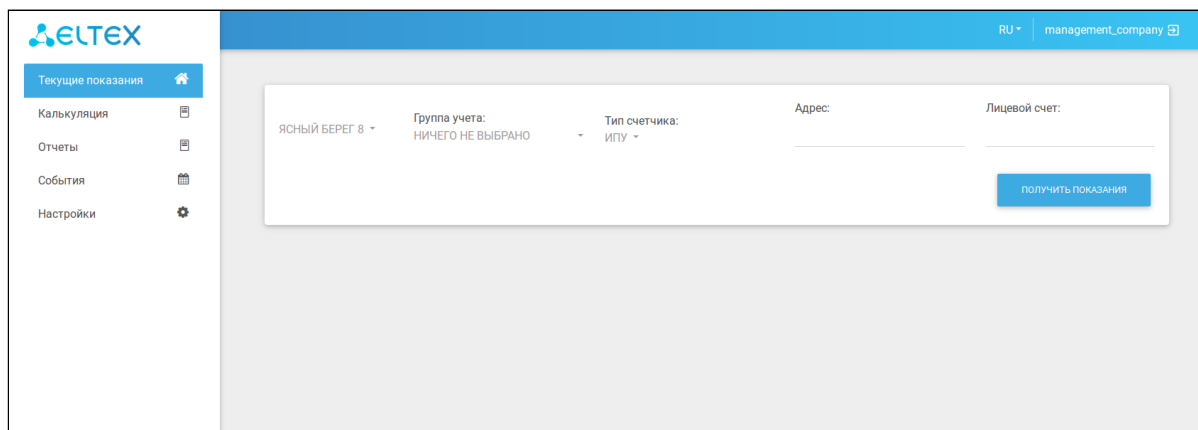 ELTEX
RU
management_company
Текущие показания
Калькуляция
Отчеты
События
Настройки
ЯСНЫЙ БЕРЕГ 8
Группа учета:
НИЧЕГО НЕ ВЫБРАНО
Тип счетчика:
ИПУ
Адрес:
Лицевой счет:
ПОЛУЧИТЬ ПОКАЗАНИЯ